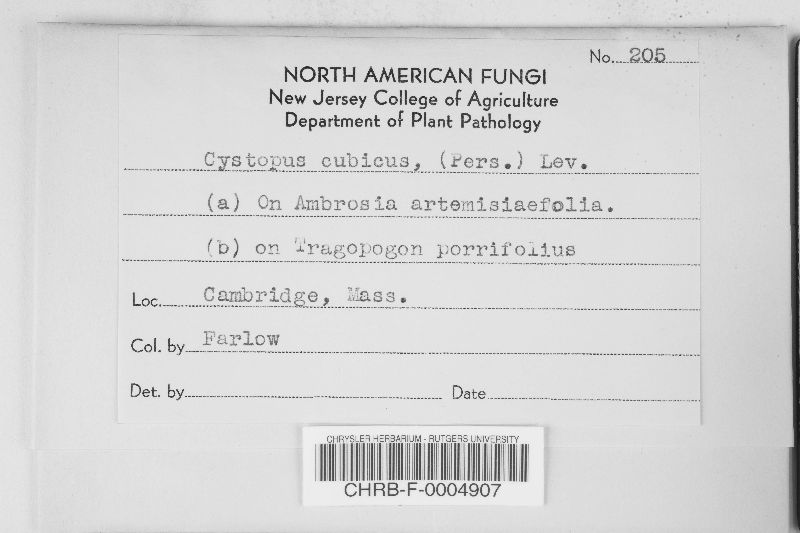 No. 205
NORTH AMERICAN FUNGI
New Jersey College of Agriculture
Department of Plant Pathology
Cystopus cubicus, (Pers.) Lev.
(a) On Ambrosia artemisiaefolia.
(b) on Tragopogon porrifolius
Loc. Cambridge, Mass.
Col. by Farlow
Det. by Date
CHRYSLER HERBARIUM - RUTGERS UNIVERSITY
CHRB-F-0004907